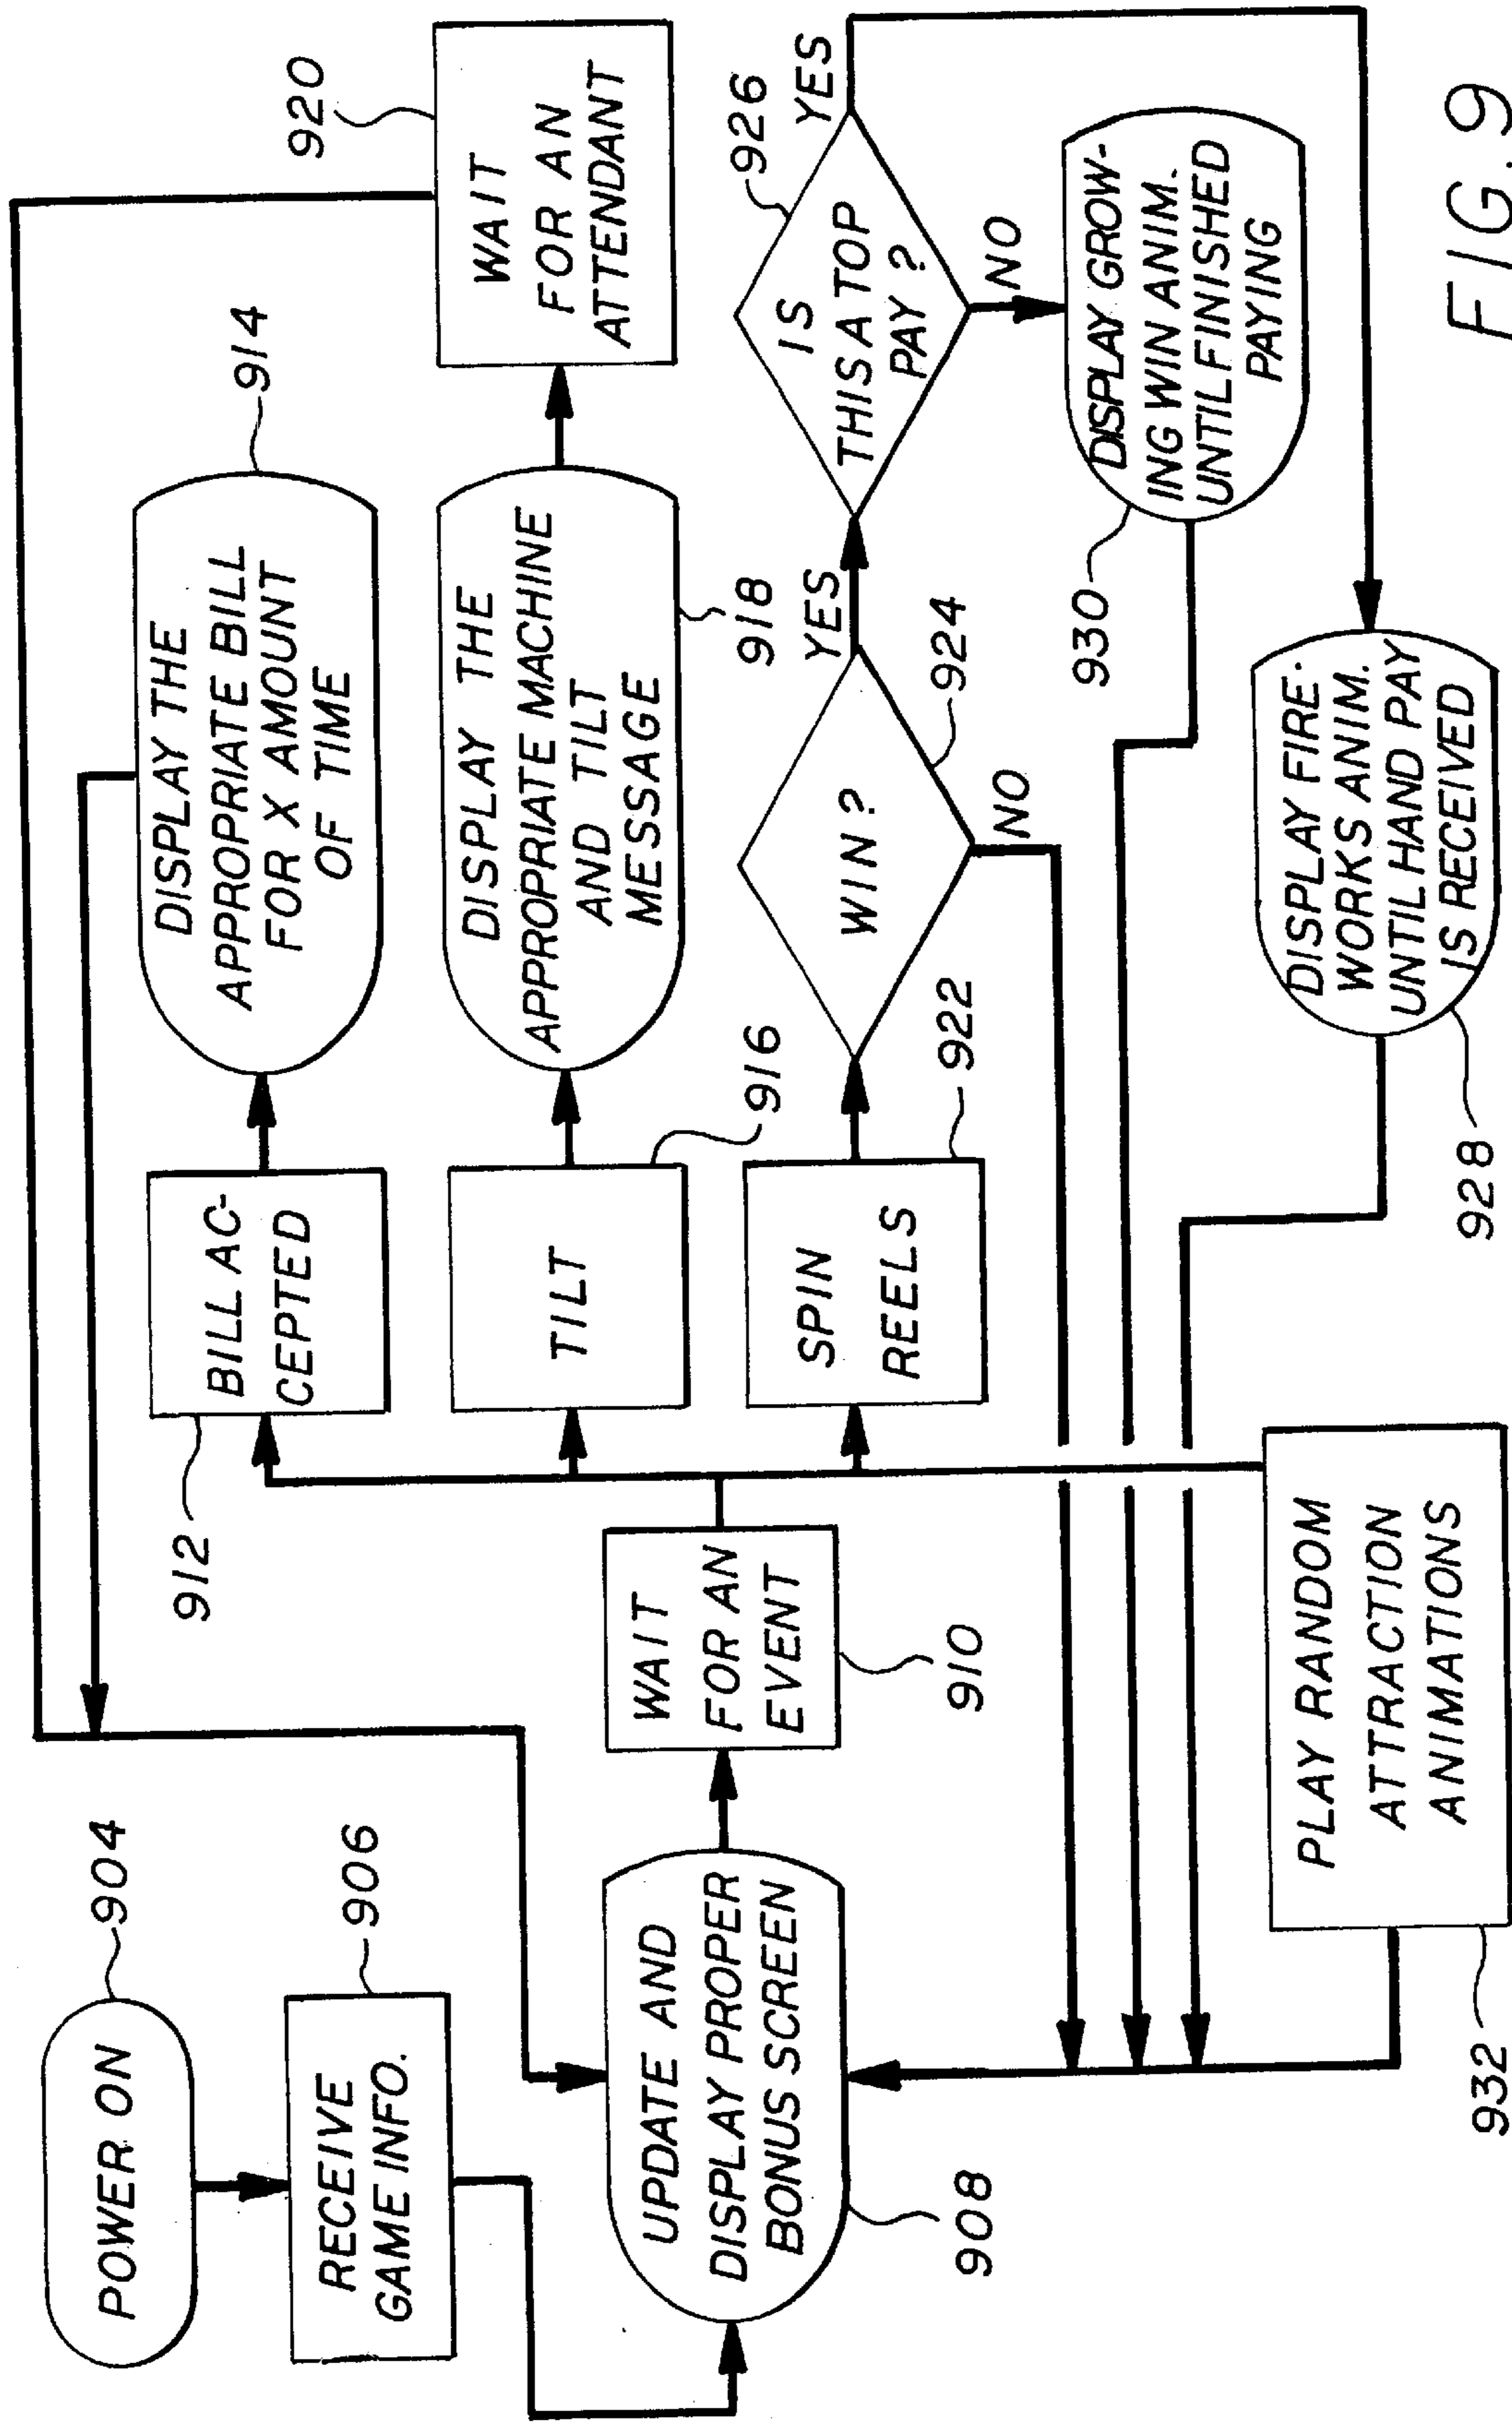 904
POWER ON
906
RECEIVE
GAME INFO.
UPDATE AND
DISPLAY PROPER
BONUS SCREEN
908
WAIT
FOR AN
EVENT
910
912
BILL AC-
CEPTED
DISPLAY THE
APPROPRIATE BILL
FOR X AMOUNT
OF TIME
914
TILT
916
DISPLAY THE
APPROPRIATE MACHINE
AND TILT
MESSAGE
918
WAIT
FOR AN
ATTENDANT
920
SPIN
REELS
922
WIN?
924
YES
NO
IS
THIS A TOP
PAY ?
926
YES
NO
DISPLAY GROW-
ING WIN ANIM.
UNTIL FINISHED
PAYING
930
DISPLAY FIRE-
WORKS ANIM.
UNTIL HAND PAY
IS RECEIVED
928
PLAY RANDOM
ATTRACTION
ANIMATIONS
932
FIG. 9